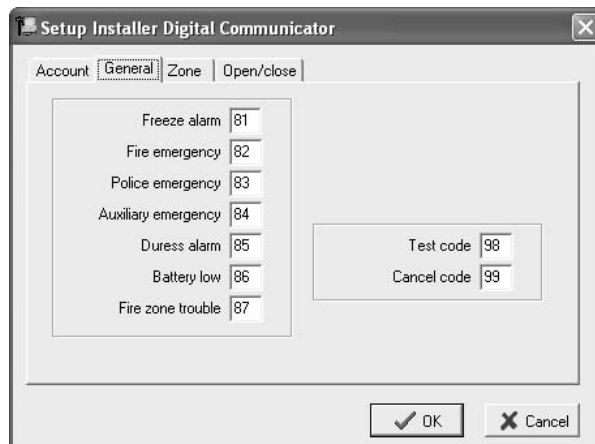 Setup Installer Digital Communicator
Account General Zone Open/close
Freeze alarm 81
Fire emergency 82
Police emergency 83
Auxiliary emergency 84
Duress alarm 85
Battery low 86
Fire zone trouble 87
Test code 98
Cancel code 99
OK Cancel